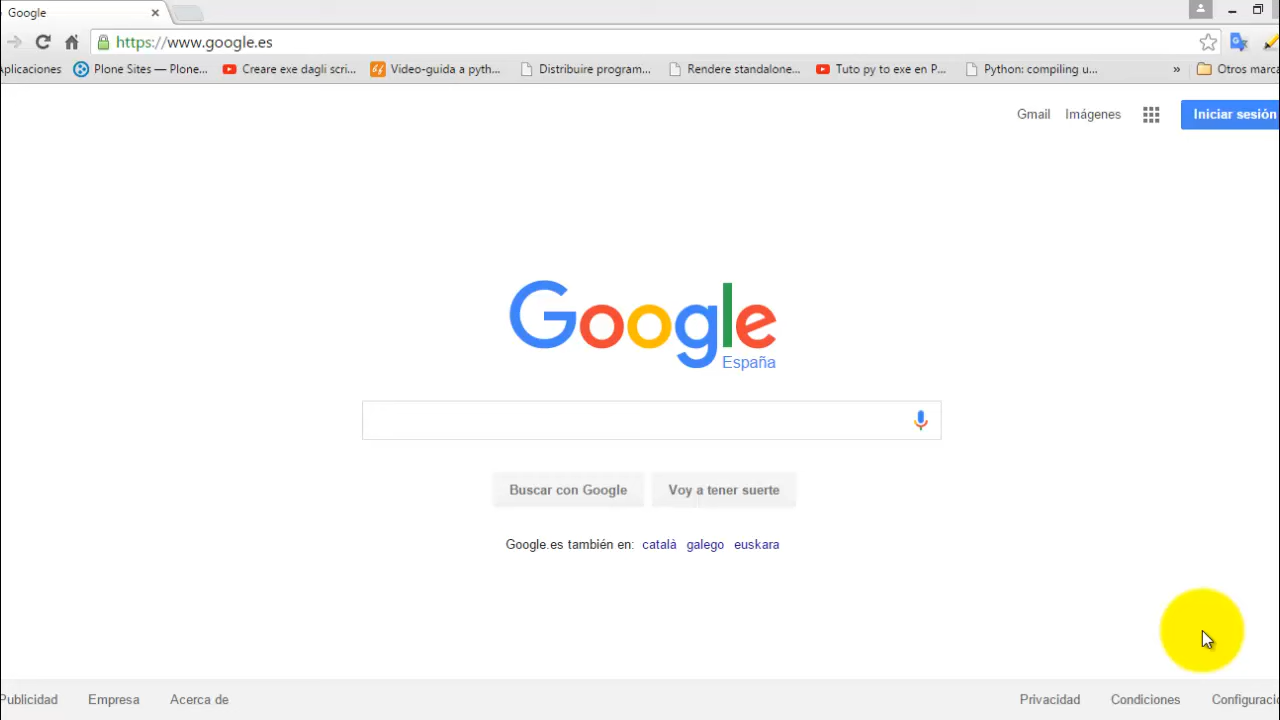 Google
https://www.google.es
plicaciones Plone Sites — Plone... Creare exe dagli scri... Video-guida a pyth... Distribuire program... Rendere standalone... Tuto py to exe en P... Python: compiling u... » Otros marca
Gmail Imágenes Iniciar sesión
Google
España
Buscar con Google Voy a tener suerte
Google.es también en: català galego euskara
Publicidad Empresa Acerca de Privacidad Condiciones Configuraci